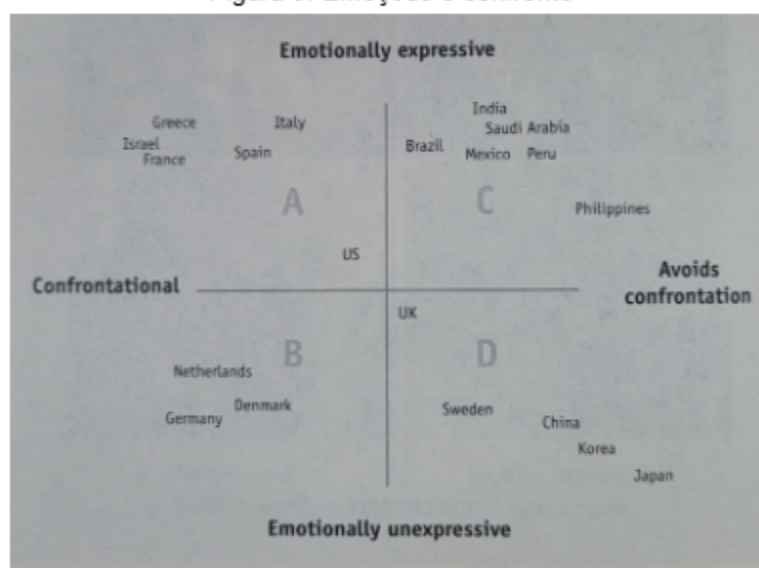 Emotionally expressive
India
Greece Italy Saudi Arabia
Israel Brazil
France Spain Mexico Peru
A C Philippines
US
Confrontational Avoids
confrontation
UK
B D
Netherlands
Denmark Sweden
Germany China
Korea
Japan
Emotionally unexpressive